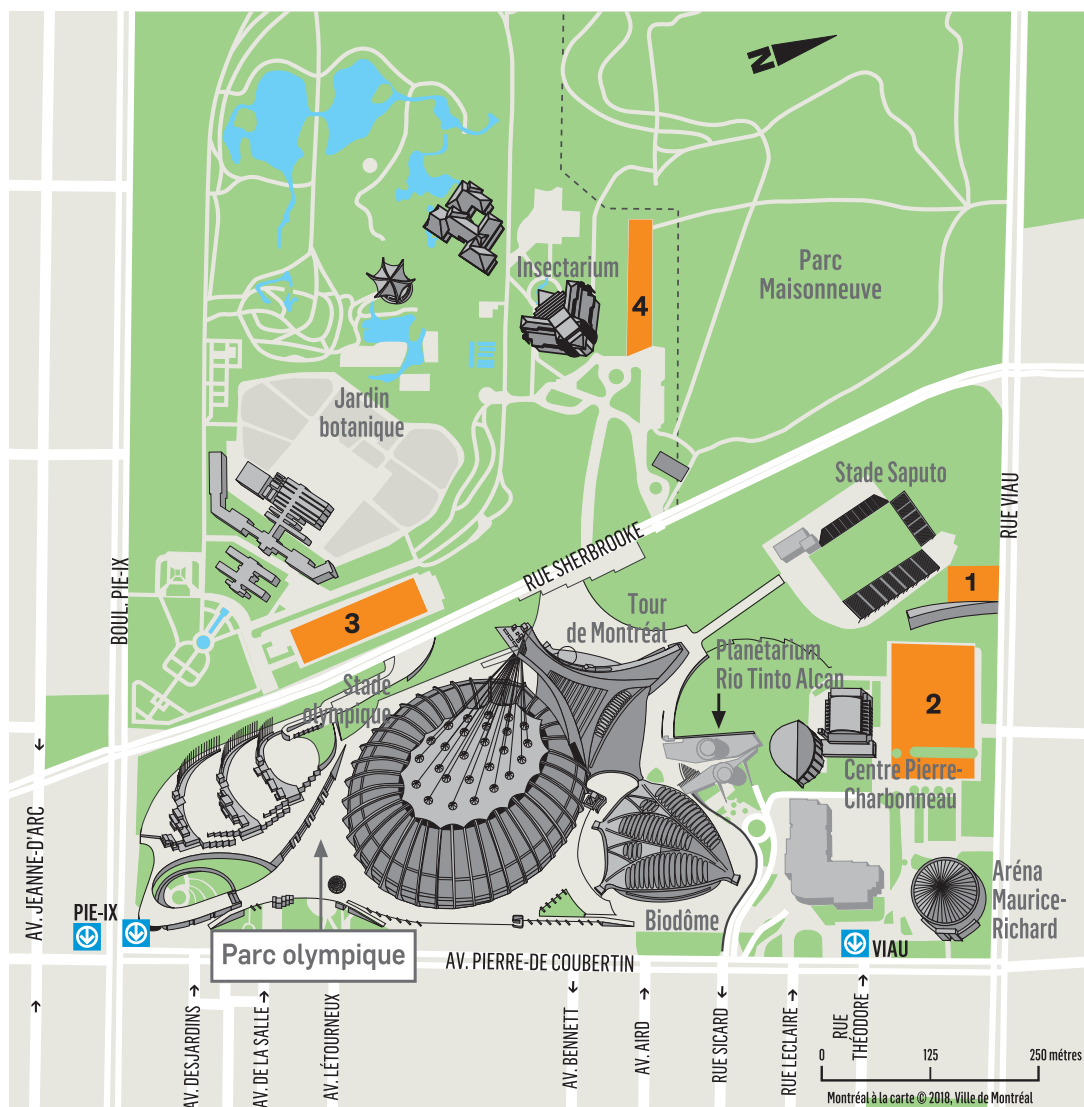 N
Insectarium
4
Parc
Maisonneuve
Jardin
botanique
Stade Saputo
RUE VIAU
BOUL. PIE-IX
RUE SHERBROOKE
1
3
Tour
de Montréal
Planétarium
Rio Tinto Alcan
Stade
olympique
2
Centre Pierre-
Charbonneau
AV. JEANNE-D'ARC
Aréna
Maurice-
Richard
PIE-IX
Biodôme
VIAU
Parc olympique
AV. PIERRE-DE COUBERTIN
AV. DESJARDINS
AV. DE LA SALLE
AV. LÉTOURNEUX
AV. BENNETT
AV. AIRD
RUE SICARD
RUE LECLAIRE
RUE
THÉODORE
0 125 250 métres
Montréal à la carte © 2018, Ville de Montréal